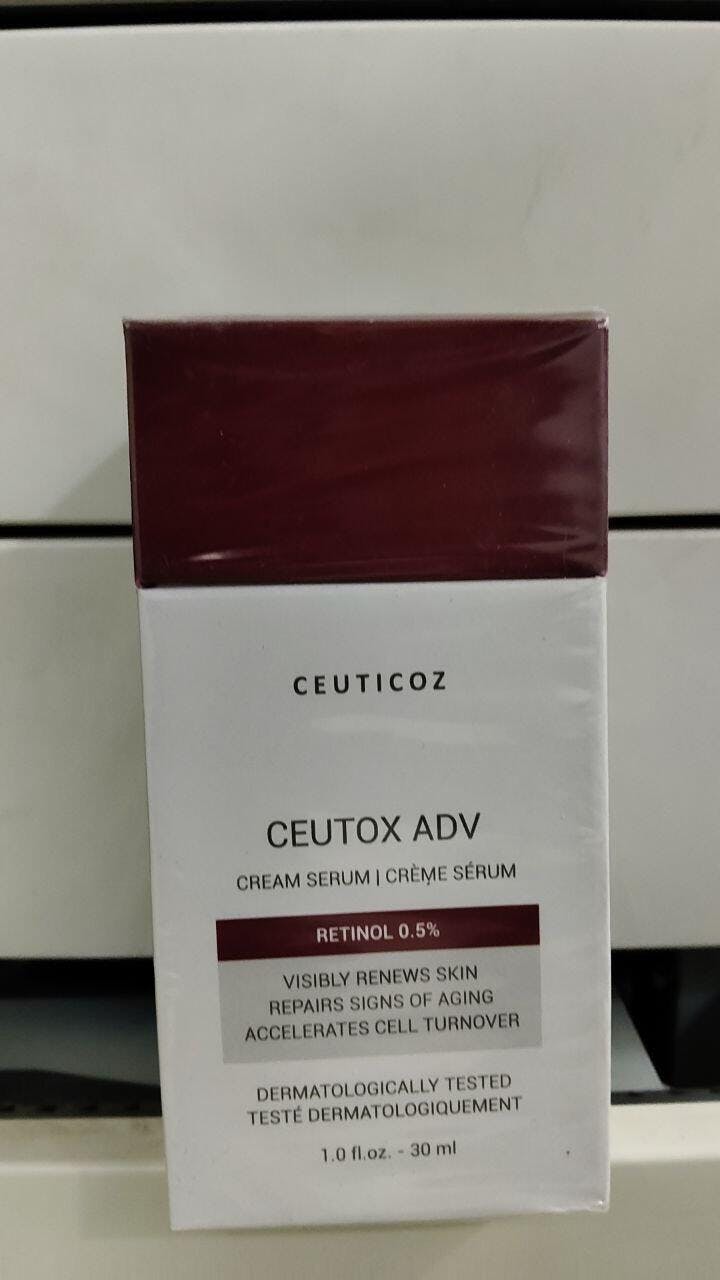 CEUTICOZ
CEUTOX ADV
CREAM SERUM | CRÈME SÉRUM
RETINOL 0.5%
VISIBLY RENEWS SKIN
REPAIRS SIGNS OF AGING
ACCELERATES CELL TURNOVER
DERMATOLOGICALLY TESTED
TESTÉ DERMATOLOGIQUEMENT
1.0 fl.oz. - 30 ml